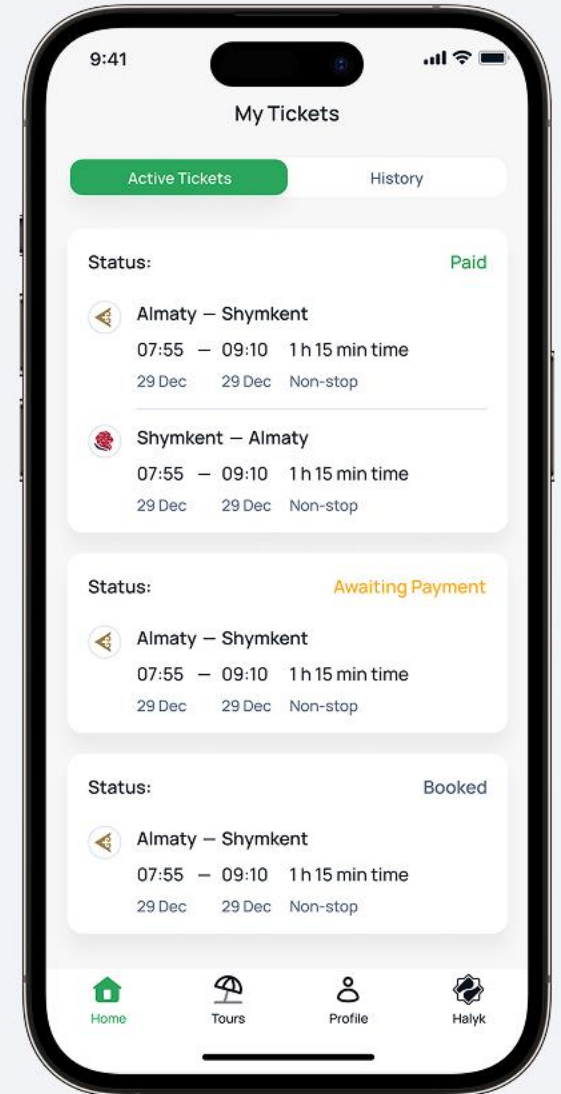 9:41
My Tickets
Active Tickets History
Status: Paid
Almaty — Shymkent
07:55 — 09:10 1 h 15 min time
29 Dec 29 Dec Non-stop
Shymkent — Almaty
07:55 — 09:10 1 h 15 min time
29 Dec 29 Dec Non-stop
Status: Awaiting Payment
Almaty — Shymkent
07:55 — 09:10 1 h 15 min time
29 Dec 29 Dec Non-stop
Status: Booked
Almaty — Shymkent
07:55 — 09:10 1 h 15 min time
29 Dec 29 Dec Non-stop
Home Tours Profile Halyk